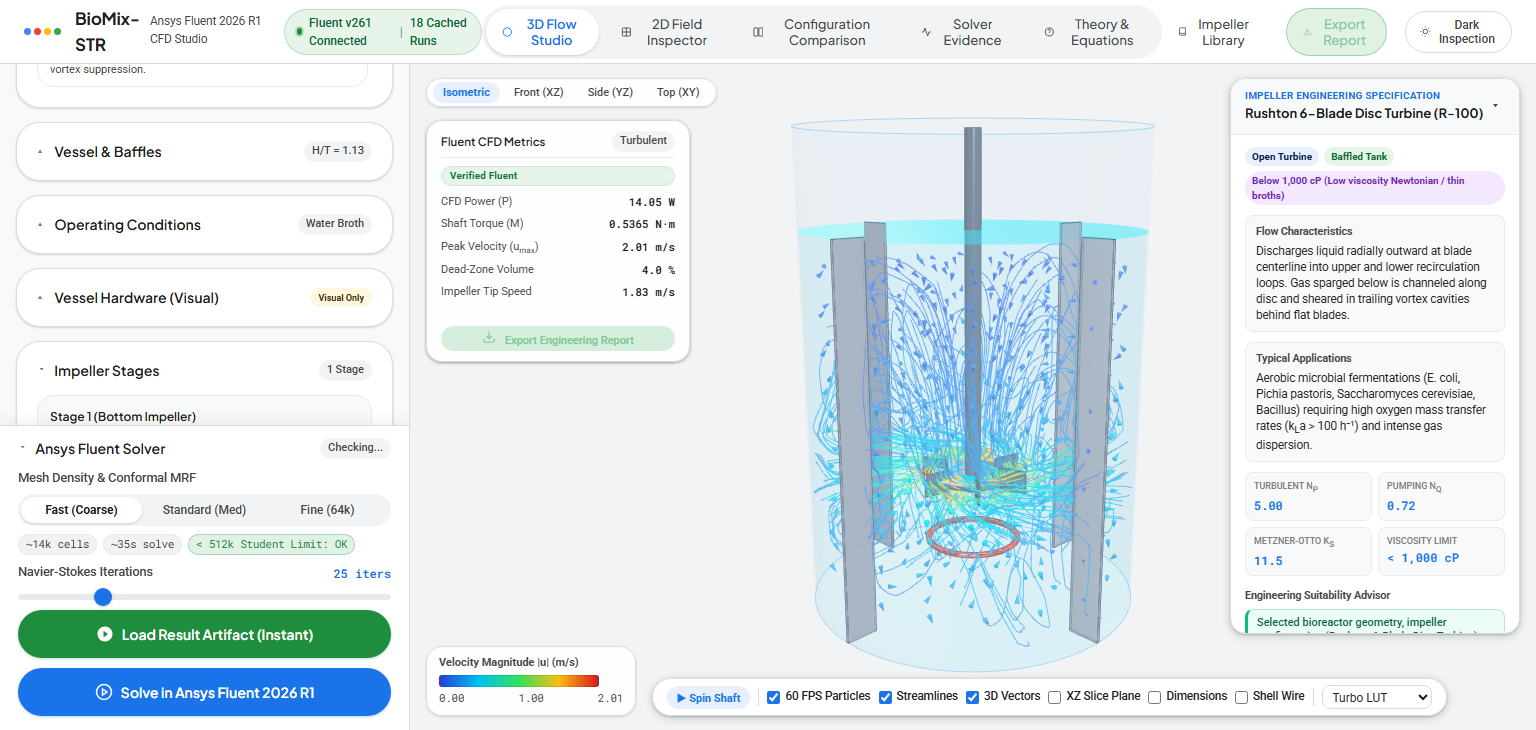 BioMix-STR
Ansys Fluent 2026 R1 CFD Studio
Fluent v261 Connected | 18 Cached Runs
3D Flow Studio
2D Field Inspector
Configuration Comparison
Solver Evidence
Theory & Equations
Impeller Library
Export Report
Dark Inspection
vortex suppression.
Vessel & Baffles
H/T = 1.13
Operating Conditions
Water Broth
Vessel Hardware (Visual)
Visual Only
Impeller Stages
1 Stage
Stage 1 (Bottom Impeller)
Ansys Fluent Solver
Checking...
Mesh Density & Conformal MRF
Fast (Coarse)
Standard (Med)
Fine (64k)
~14k cells
~35s solve
< 512k Student Limit: OK
Navier-Stokes Iterations
25 iters
Load Result Artifact (Instant)
Solve in Ansys Fluent 2026 R1
Isometric
Front (XZ)
Side (YZ)
Top (XY)
Fluent CFD Metrics
Turbulent
Verified Fluent
CFD Power (P)
14.05 W
Shaft Torque (M)
0.5365 N·m
Peak Velocity (umax)
2.01 m/s
Dead-Zone Volume
4.0 %
Impeller Tip Speed
1.83 m/s
Export Engineering Report
Velocity Magnitude |u| (m/s)
0.00 1.00 2.01
Spin Shaft
60 FPS Particles
Streamlines
3D Vectors
XZ Slice Plane
Dimensions
Shell Wire
Turbo LUT
IMPELLER ENGINEERING SPECIFICATION
Rushton 6-Blade Disc Turbine (R-100)
Open Turbine
Baffled Tank
Below 1,000 cP (Low viscosity Newtonian / thin
broths)
Flow Characteristics
Discharges liquid radially outward at blade
centerline into upper and lower recirculation
loops. Gas sparged below is channeled along
disc and sheared in trailing vortex cavities
behind flat blades.
Typical Applications
Aerobic microbial fermentations (E. coli,
Pichia pastoris, Saccharomyces cerevisiae,
Bacillus) requiring high oxygen mass transfer
rates (kLa > 100 h⁻¹) and intense gas
dispersion.
TURBULENT NP
5.00
PUMPING NQ
0.72
METZNER-OTTO KS
11.5
VISCOSITY LIMIT
< 1,000 cP
Engineering Suitability Advisor
Selected bioreactor geometry, impeller